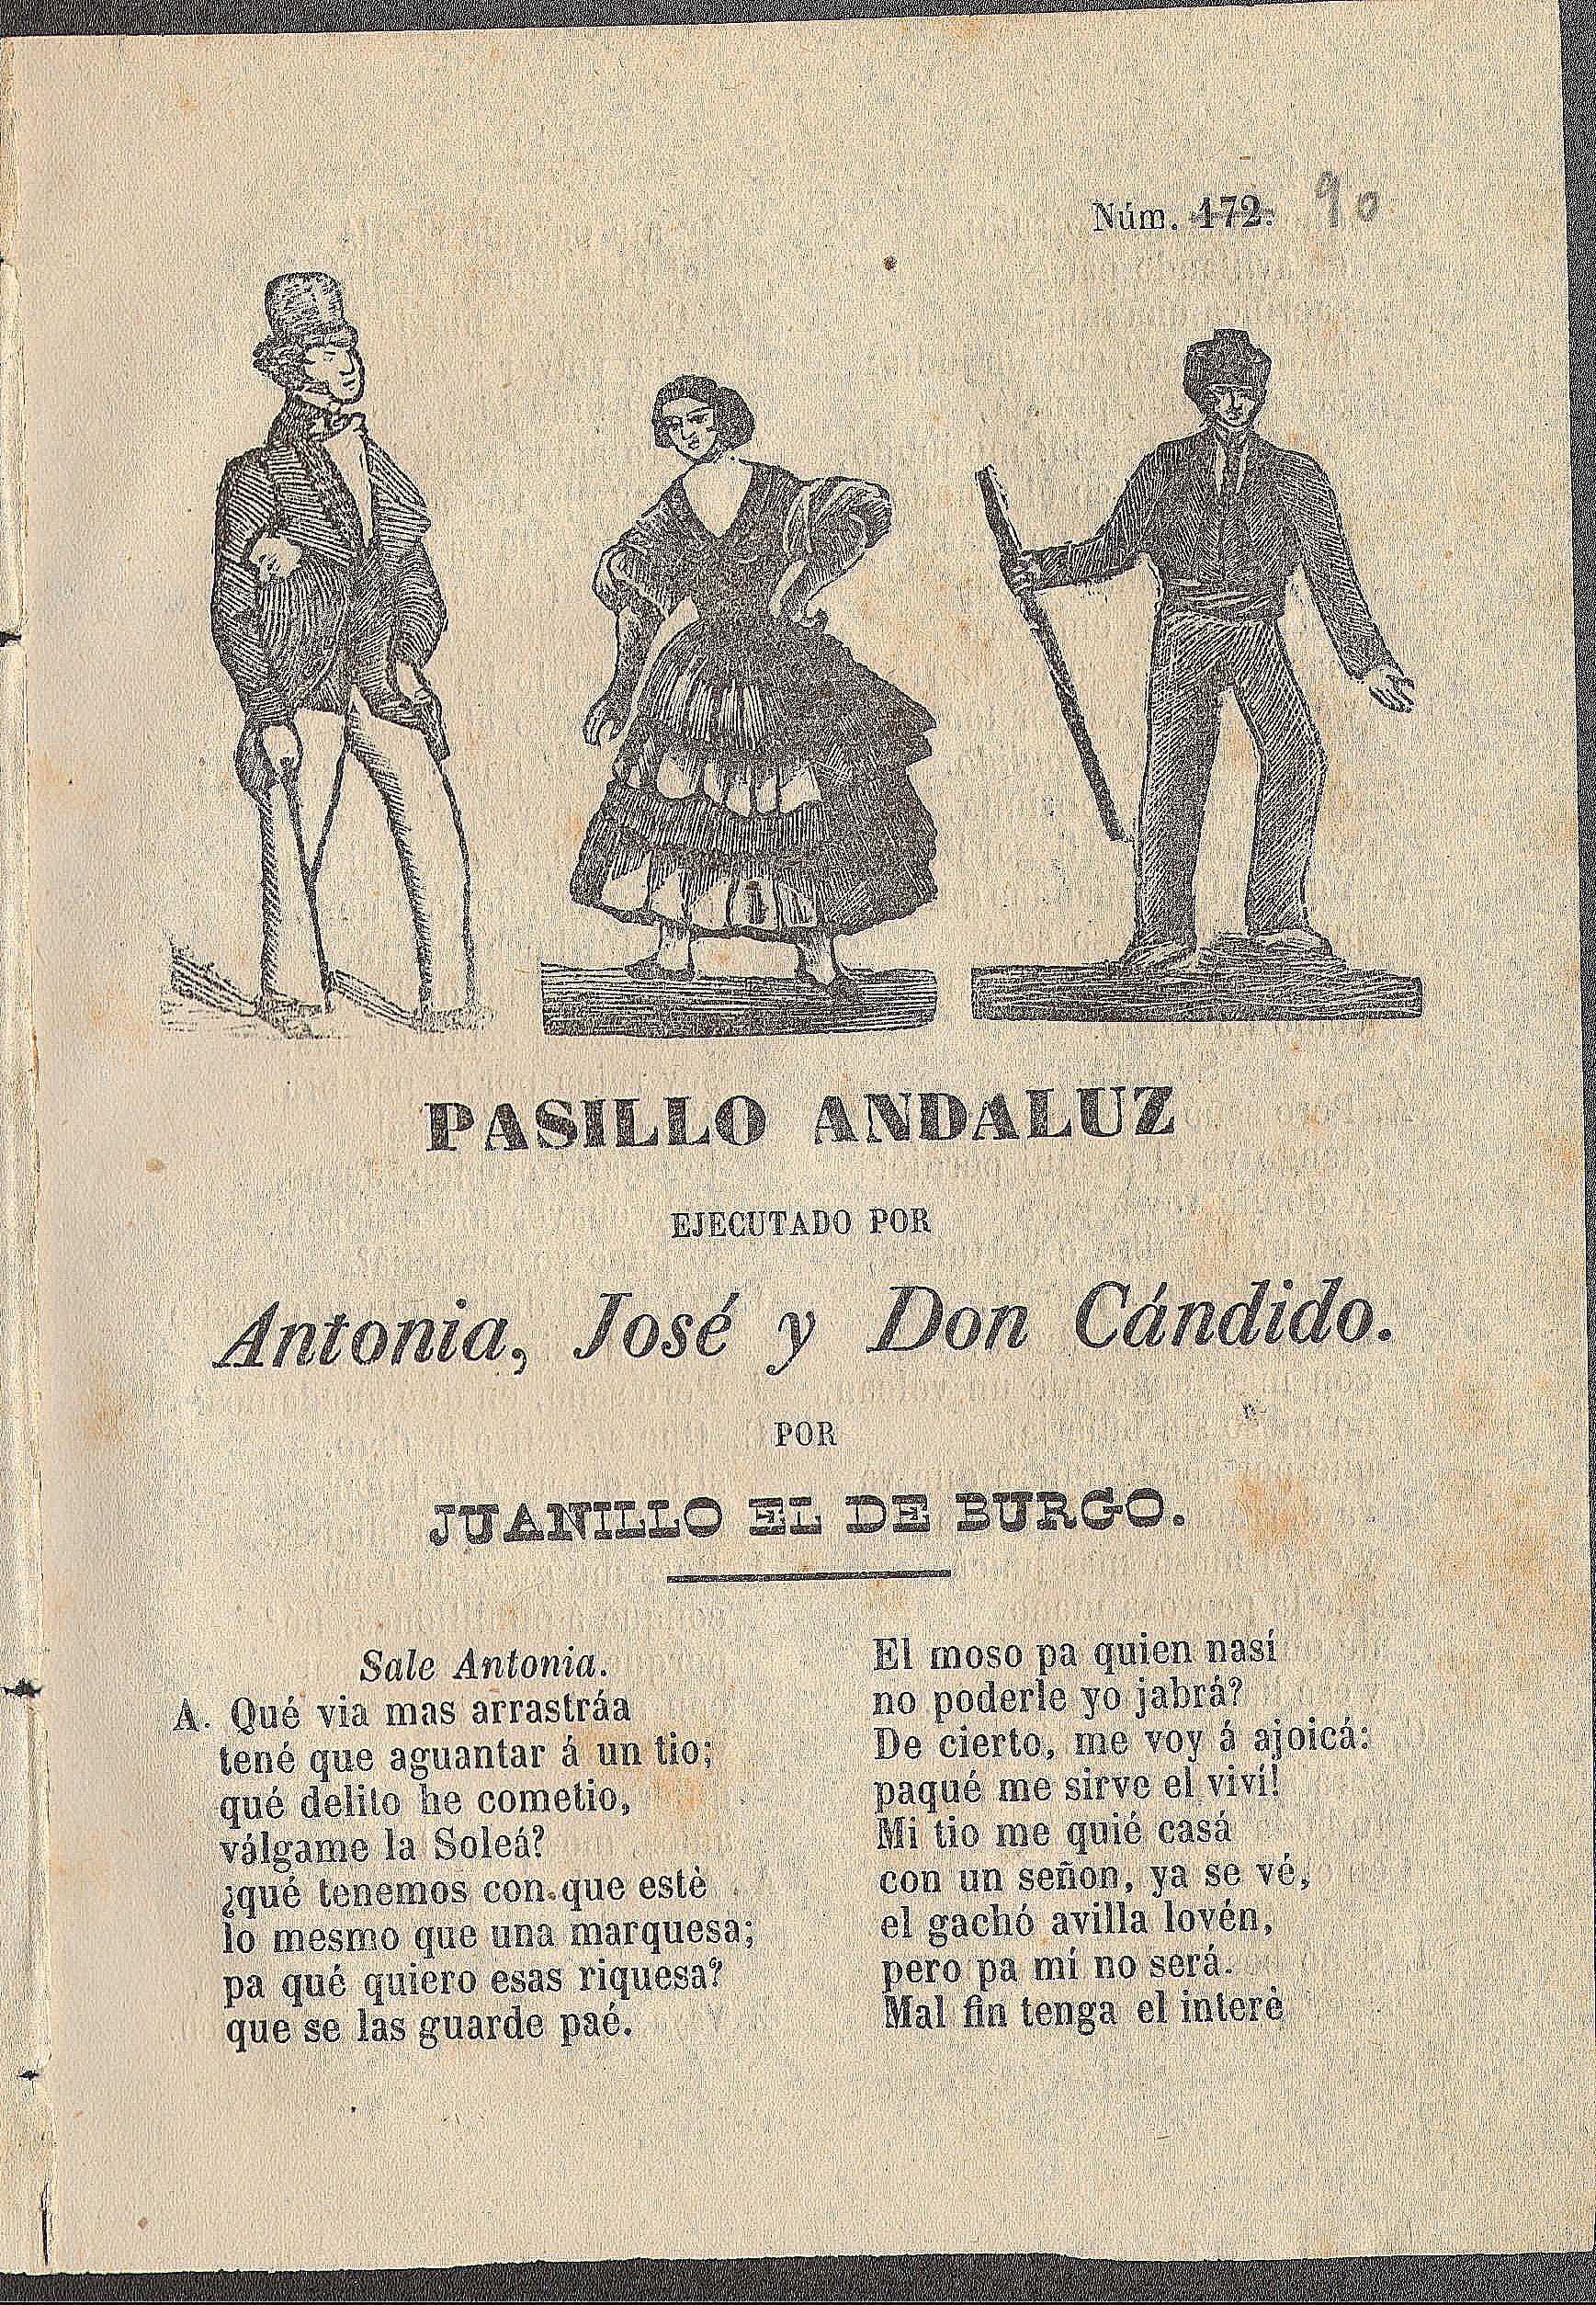 Núm. 172. 90
PASILLO ANDALUZ
EJECUTADO POR
Antonia, José y Don Cándido.
POR
JUANILLO EL DE BURGO.
Sale Antonia.
A. Qué via mas arrastráa
tené que aguantar á un tio;
qué delito he cometio,
válgame la Soleá?
¿qué tenemos con que estè
lo mesmo que una marquesa;
pa qué quiero esas riquesa?
que se las guarde paé.
El moso pa quien nasí
no poderle yo jabrá?
De cierto, me voy á ajoicá:
paqué me sirve el viví!
Mi tio me quié casá
con un señon, ya se vé,
el gachó avilla lovén,
pero pa mí no será.
Mal fin tenga el interè